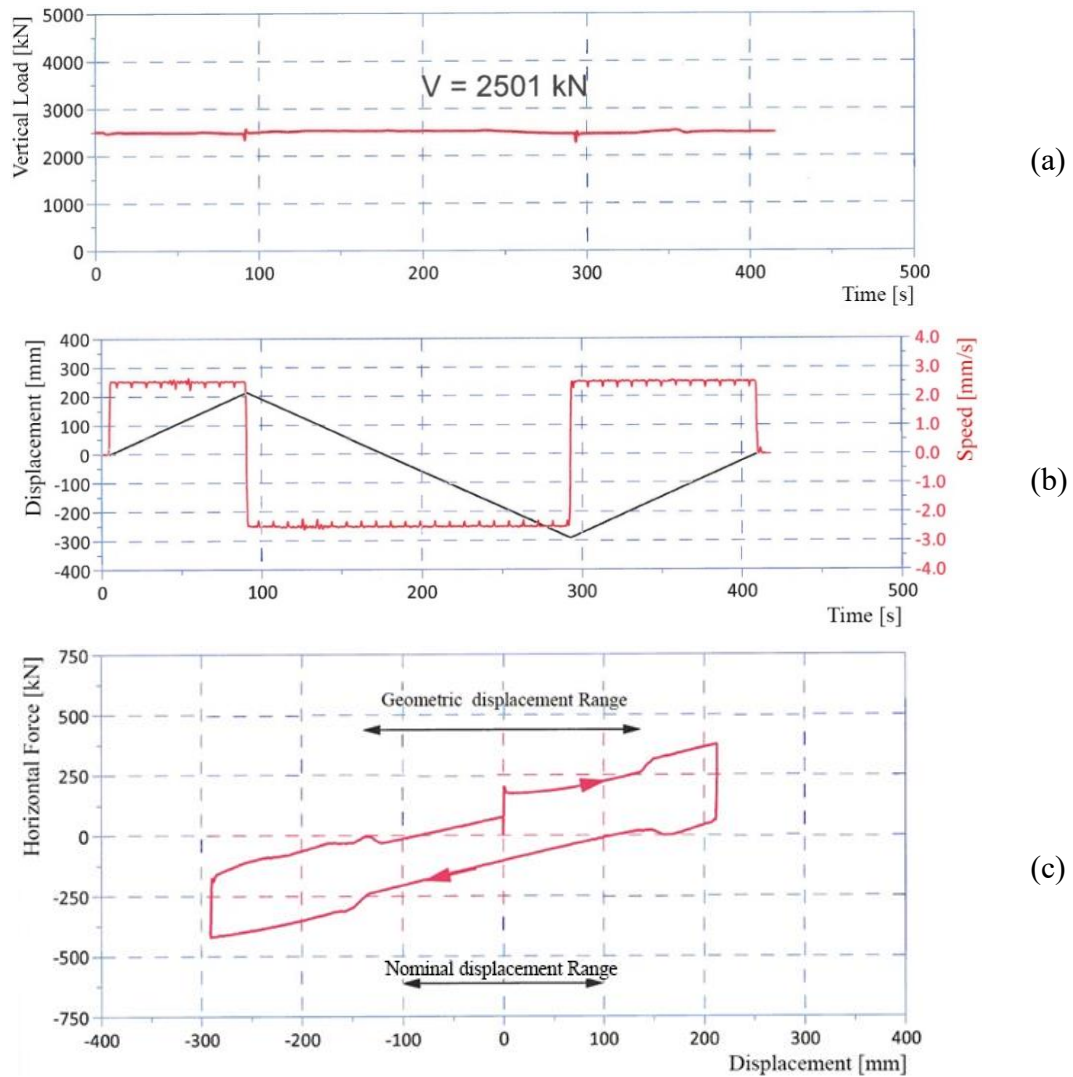 5000
4000
3000
2000
1000
0
Vertical Load [kN]
V = 2501 kN
0 100 200 300 400 500
Time [s]
(a)
400
300
200
100
0
-100
-200
-300
-400
Displacement [mm]
4.0
3.0
2.0
1.0
0.0
-1.0
-2.0
-3.0
-4.0
Speed [mm/s]
0 100 200 300 400 500
Time [s]
(b)
750
500
250
0
-250
-500
-750
Horizontal Force [kN]
Geometric displacement Range
Nominal displacement Range
-400 -300 -200 -100 0 100 200 300 400
Displacement [mm]
(c)